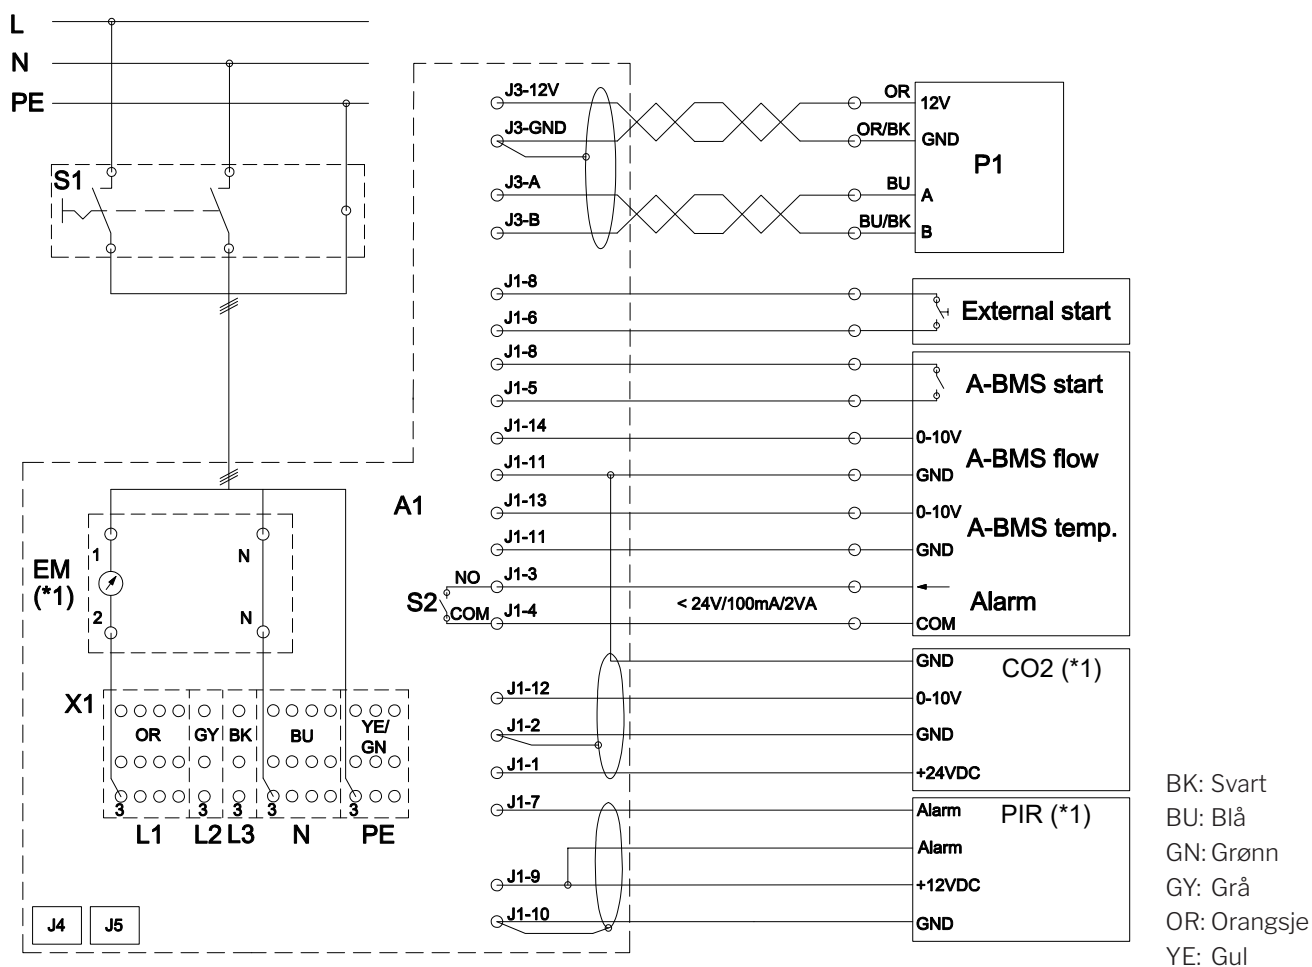 L
N
PE
S1
J3-12V
J3-GND
J3-A
J3-B
OR
OR/BK
BU
BU/BK
12V
GND
A
B
P1
J1-8
J1-6
External start
J1-8
J1-5
A-BMS start
J1-14
0-10V
J1-11
GND
A-BMS flow
J1-13
0-10V
J1-11
GND
A-BMS temp.
A1
S2
NO
COM
J1-3
J1-4
< 24V/100mA/2VA
Alarm
COM
GND
CO2 (*1)
J1-12
0-10V
J1-2
GND
J1-1
+24VDC
J1-7
Alarm
PIR (*1)
Alarm
J1-9
+12VDC
J1-10
GND
EM
(*1)
1
2
N
N
X1
OR
GY
BK
BU
YE/
GN
3
3
3
3
3
L1
L2
L3
N
PE
J4
J5
BK: Svart
BU: Blå
GN: Grønn
GY: Grå
OR: Orangsje
YE: Gul